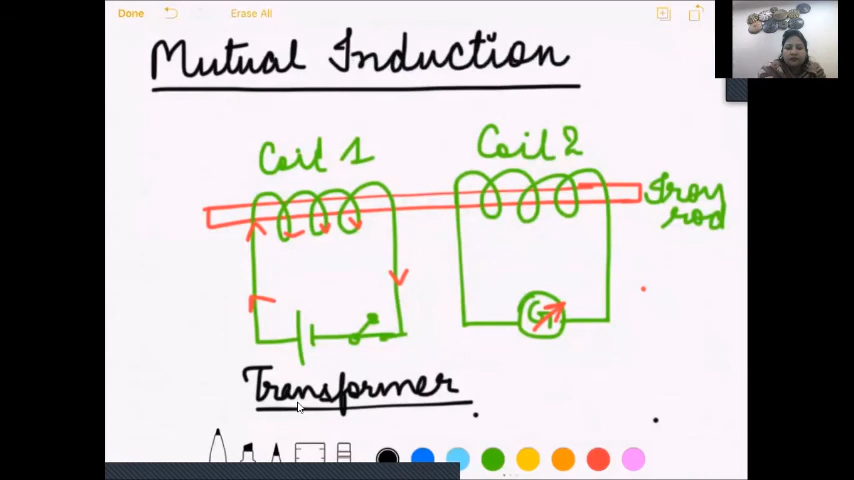 Done
Erase All
Mutual Induction
Coil 1
Coil 2
Iron
rod
G
Transformer